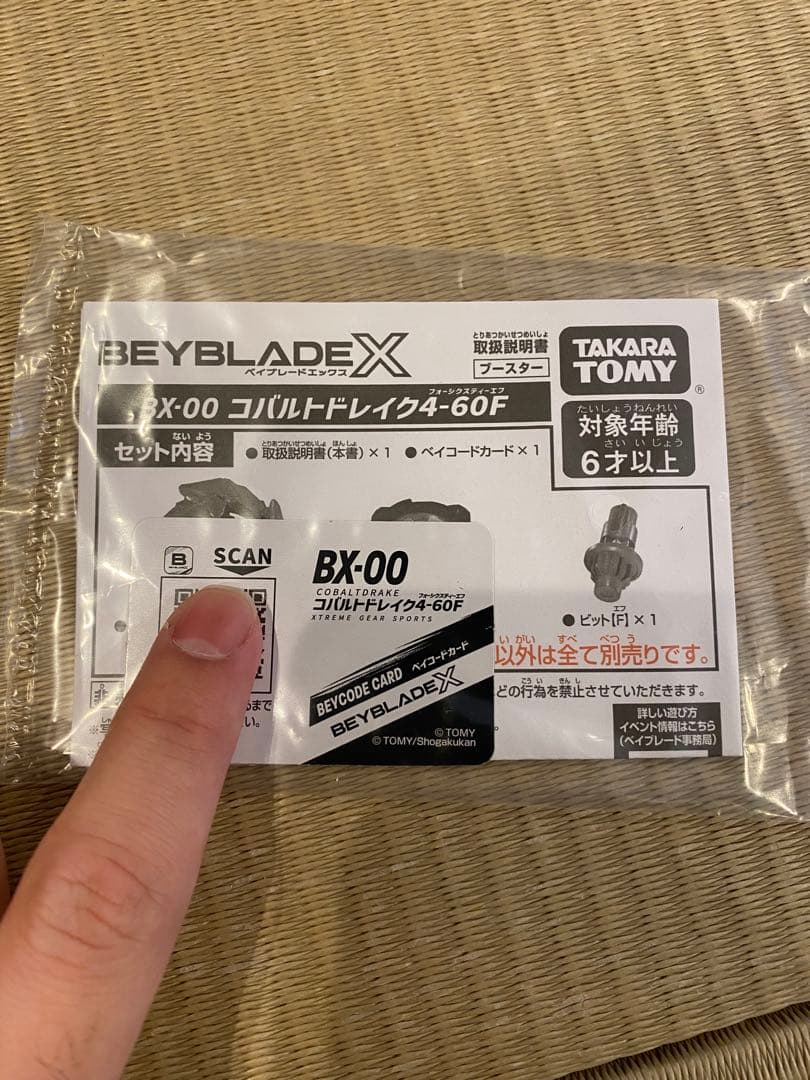 BEYBLADE X
ベイブレードエックス
とりあつかいせつめいしょ
取扱説明書
ブースター
TAKARA
TOMY
®
フォーシックスティーエフ
BX-00 コバルトドレイク4-60F
たいしょうねんれい
対象年齢
さい いじょう
6才以上
ない よう
セット内容
とりあつかいせつめいしょ ほんしょ
●取扱説明書(本書)×1 ●ベイコードカード×1
エフ
●ビット【F】×1
いがい すべ べつう
以外は全て別売りです。
こうい きんし
どの行為を禁止させていただきます。
詳しい遊び方
イベント情報はこちら
(ベイブレード事務局)
まで
い。
B
SCAN
BX-00
COBALTDRAKE
フォーシックスティーエフ
コバルトドレイク4-60F
XTREME GEAR SPORTS
BEYCODE CARD ベイコードカード
BEYBLADE X
© TOMY
© TOMY/Shogakukan